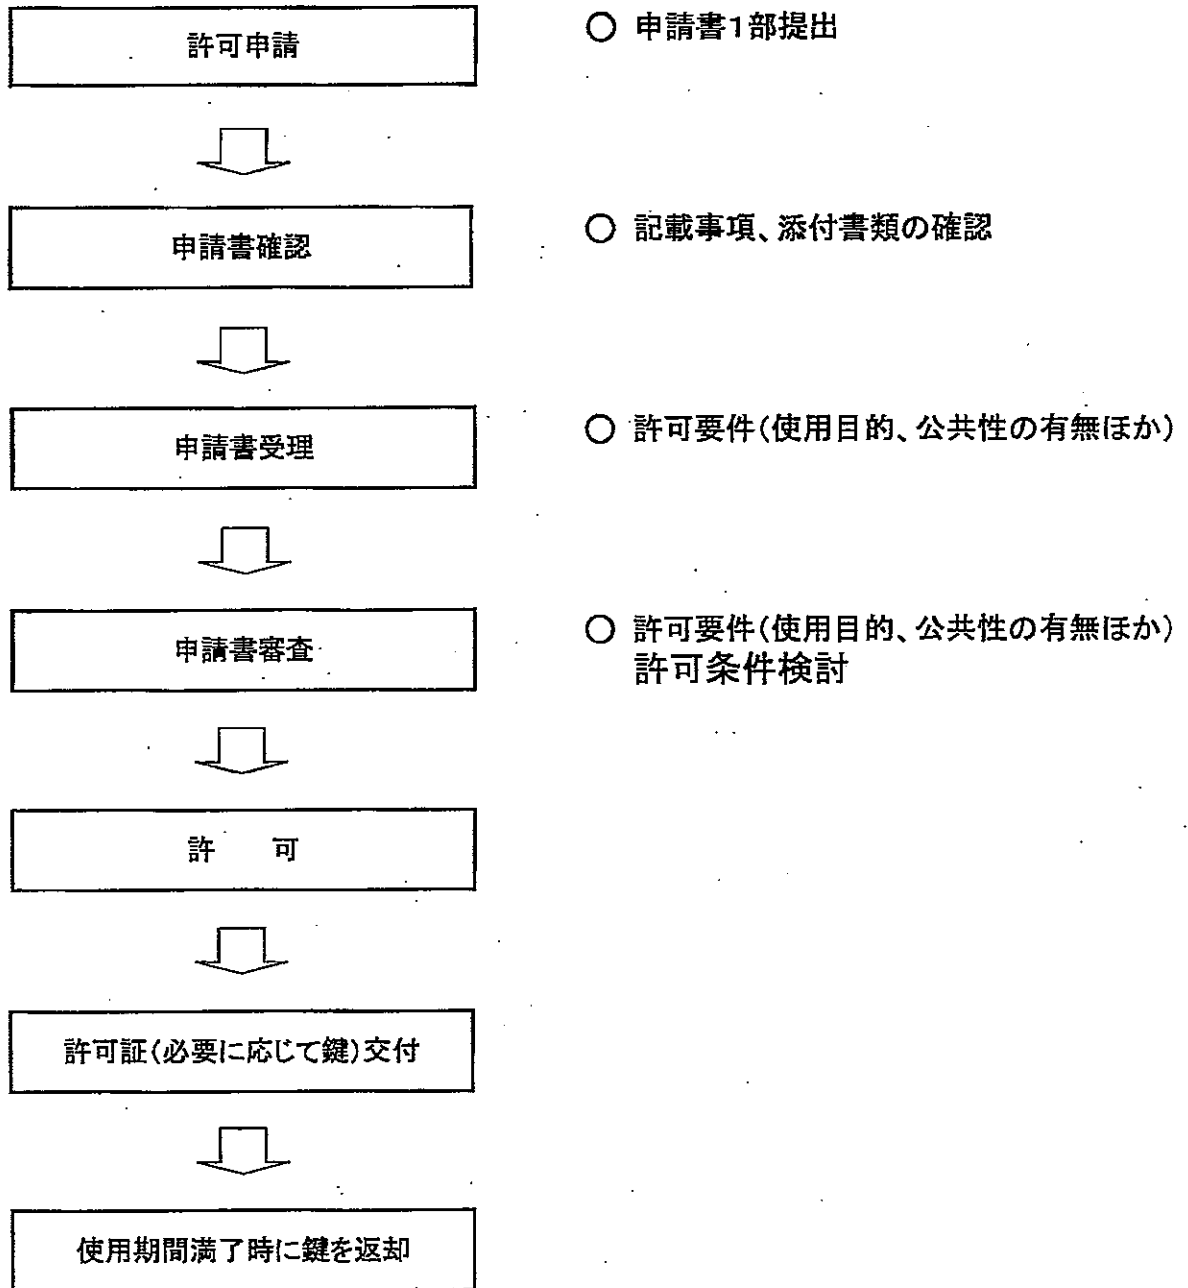 許可申請
○ 申請書1部提出
申請書確認
○ 記載事項、添付書類の確認
申請書受理
○ 許可要件(使用目的、公共性の有無ほか)
申請書審査
○ 許可要件(使用目的、公共性の有無ほか)
許可条件検討
許　可
許可証(必要に応じて鍵)交付
使用期間満了時に鍵を返却